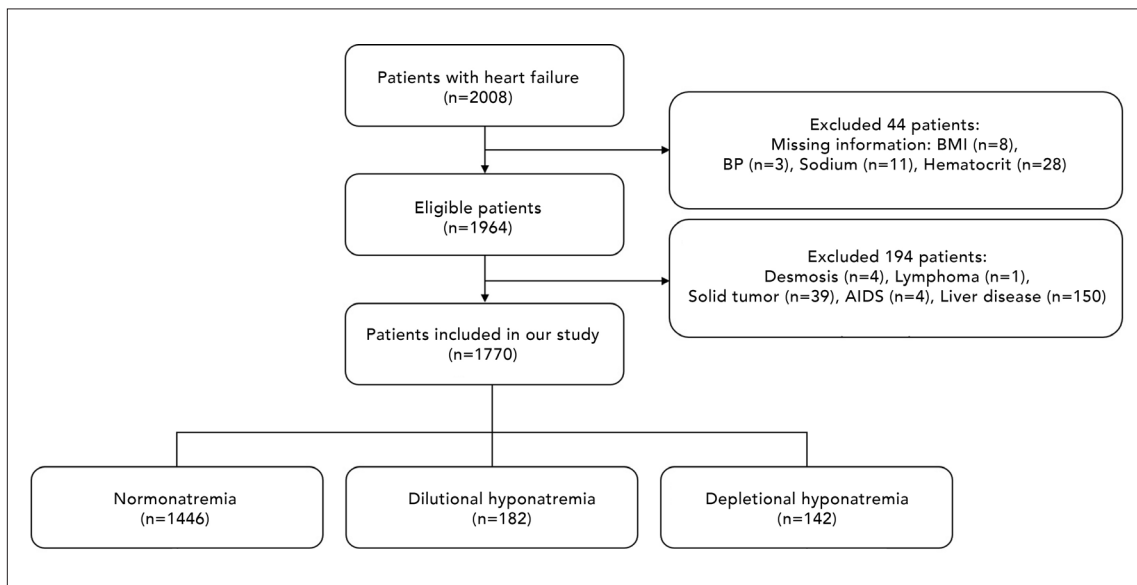 Patients with heart failure
(n=2008)
Excluded 44 patients:
Missing information: BMI (n=8),
BP (n=3), Sodium (n=11), Hematocrit (n=28)
Eligible patients
(n=1964)
Excluded 194 patients:
Desmosis (n=4), Lymphoma (n=1),
Solid tumor (n=39), AIDS (n=4), Liver disease (n=150)
Patients included in our study
(n=1770)
Normonatremia
(n=1446)
Dilutional hyponatremia
(n=182)
Depletional hyponatremia
(n=142)